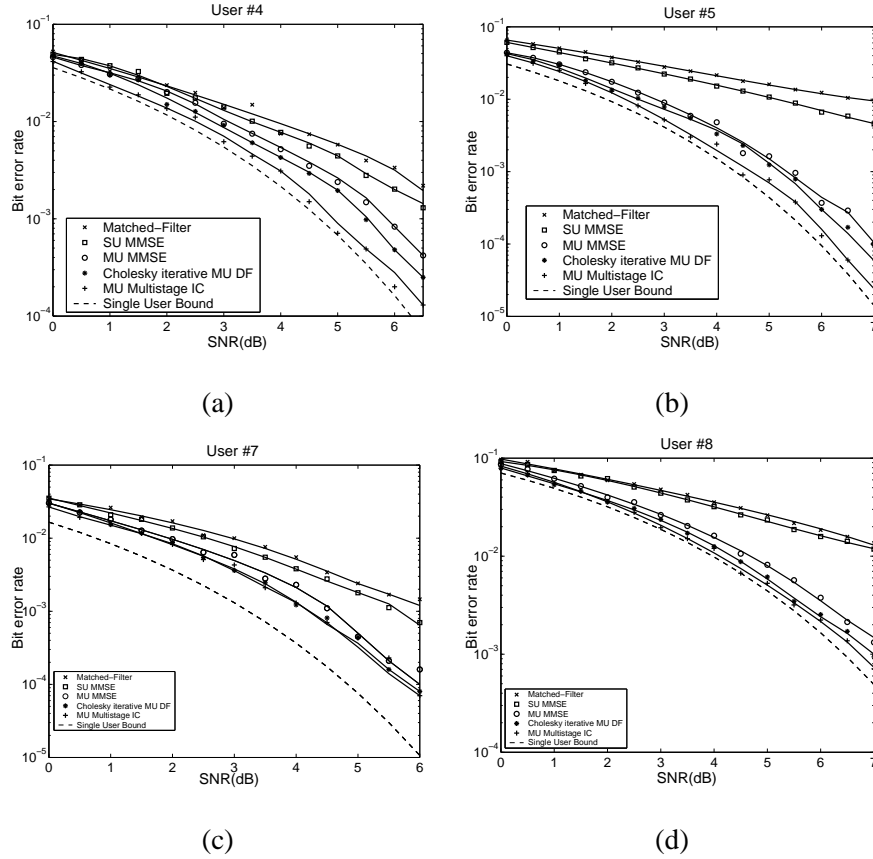 User #4
10^-1
10^-2
10^-3
10^-4
Bit error rate
Matched−Filter
SU MMSE
MU MMSE
Cholesky iterative MU DF
MU Multistage IC
Single User Bound
0 1 2 3 4 5 6
SNR(dB)
(a)
User #5
10^-1
10^-2
10^-3
10^-4
10^-5
Bit error rate
Matched−Filter
SU MMSE
MU MMSE
Cholesky iterative MU DF
MU Multistage IC
Single User Bound
0 1 2 3 4 5 6 7
SNR(dB)
(b)
User #7
10^-1
10^-2
10^-3
10^-4
10^-5
Bit error rate
Matched−Filter
SU MMSE
MU MMSE
Cholesky iterative MU DF
MU Multistage IC
Single User Bound
0 1 2 3 4 5 6
SNR(dB)
(c)
User #8
10^-1
10^-2
10^-3
10^-4
Bit error rate
Matched−Filter
SU MMSE
MU MMSE
Cholesky iterative MU DF
MU Multistage IC
Single User Bound
0 1 2 3 4 5 6 7
SNR(dB)
(d)